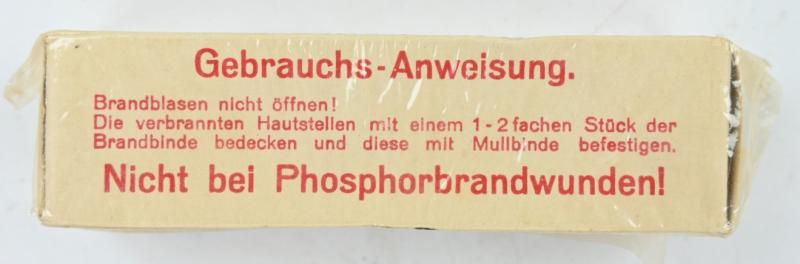 Gebrauchs-Anweisung.
Brandblasen nicht öffnen!
Die verbrannten Hautstellen mit einem 1-2fachen Stück der
Brandbinde bedecken und diese mit Mullbinde befestigen.
Nicht bei Phosphorbrandwunden!